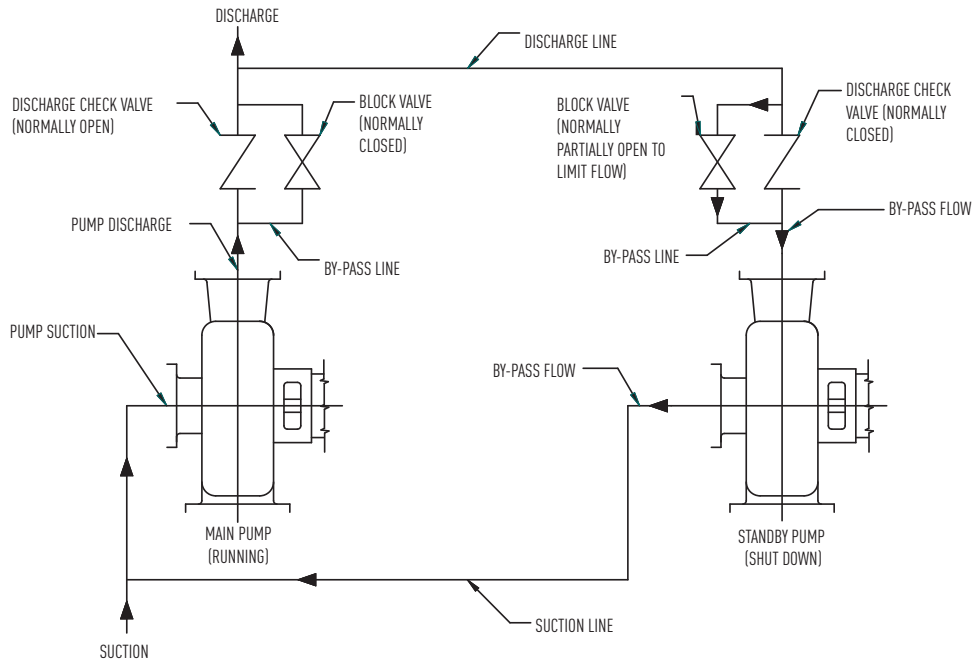 DISCHARGE
DISCHARGE LINE
DISCHARGE CHECK VALVE
(NORMALLY OPEN)
BLOCK VALVE
(NORMALLY
CLOSED)
BLOCK VALVE
(NORMALLY
PARTIALLY OPEN TO
LIMIT FLOW)
DISCHARGE CHECK
VALVE (NORMALLY
CLOSED)
PUMP DISCHARGE
BY-PASS LINE
BY-PASS LINE
BY-PASS FLOW
PUMP SUCTION
BY-PASS FLOW
MAIN PUMP
(RUNNING)
STANDBY PUMP
(SHUT DOWN)
SUCTION LINE
SUCTION